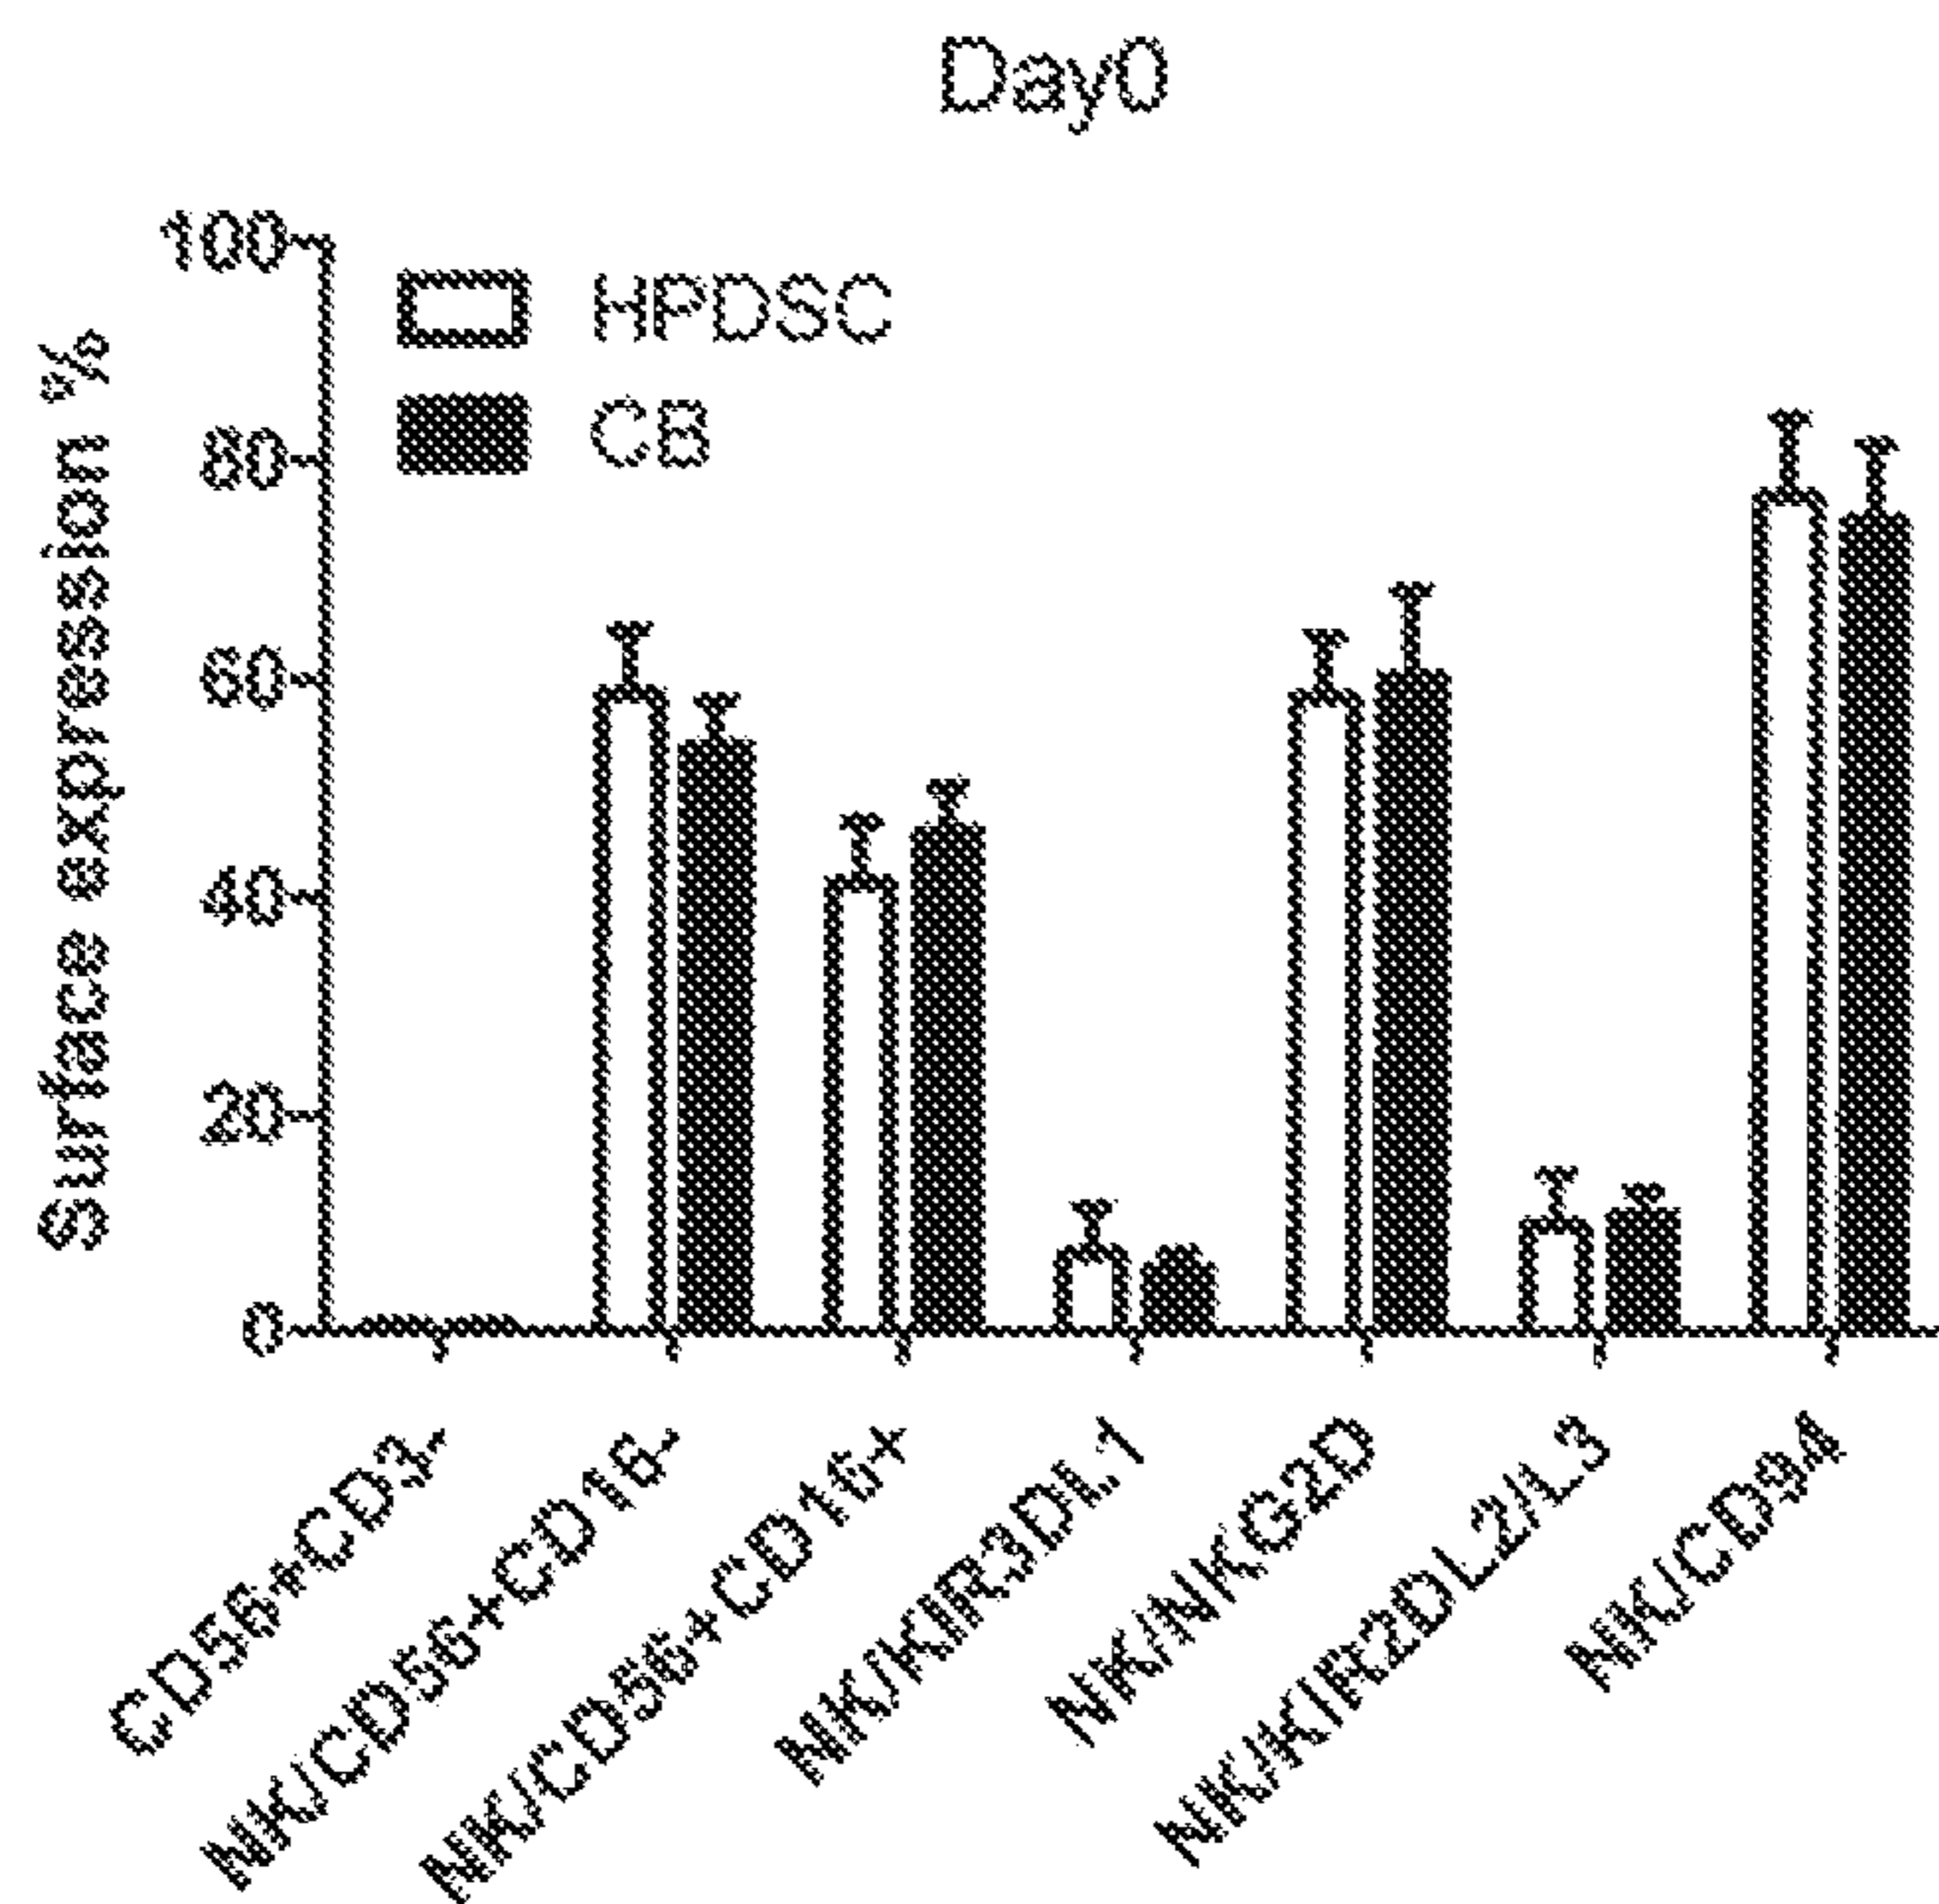 Day0
Surface expression %
100
80
60
40
20
0
HPDSC
CB
CD56+CD3-
NK/CD56+CD16-
NK/CD56+CD16+
NK/KIR3DL1
NK/NKG2D
NK/KIR2DL2/L3
NK/CD94